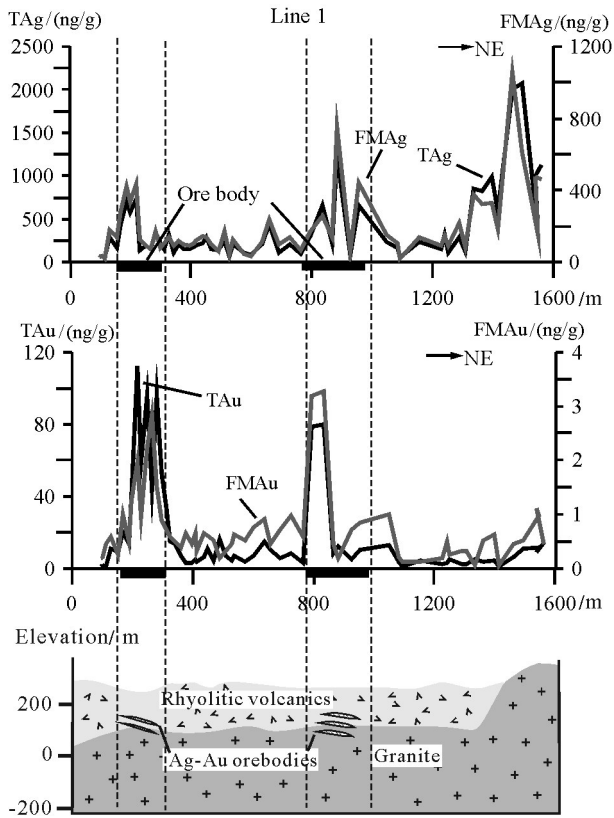 TAg/(ng/g) Line 1 FMAg/(ng/g)
2500 1200
NE
2000
800
1500
FMAg TAg
1000
400
Ore body
500
0 0
0 400 800 1200 1600/m
TAu/(ng/g) FMAu/(ng/g)
120 4
NE
TAu
3
80
2
FMAu
40
1
0 0
0 400 800 1200 1600/m
Elevation/m
200 Rhyolitic volcanics
0 Ag-Au orebodies Granite
-200